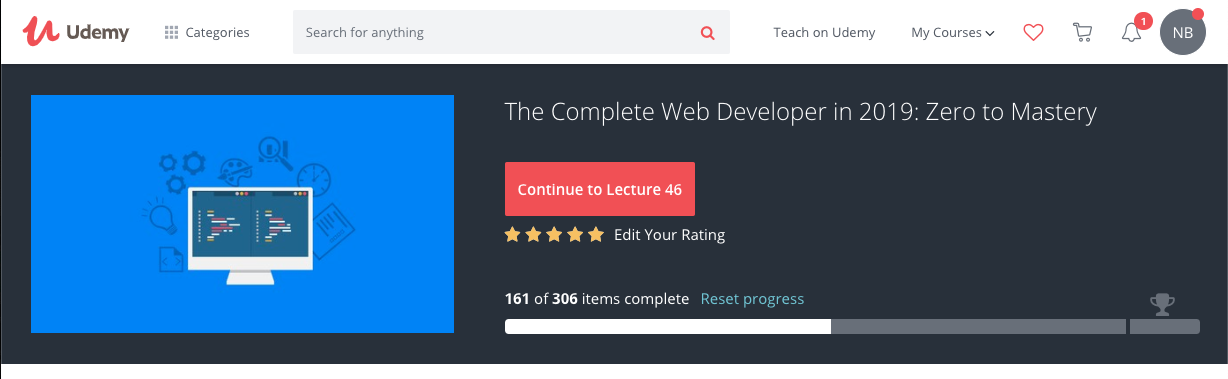 Udemy
Categories
Search for anything
Teach on Udemy
My Courses
1
NB
The Complete Web Developer in 2019: Zero to Mastery
Continue to Lecture 46
Edit Your Rating
161 of 306 items complete Reset progress